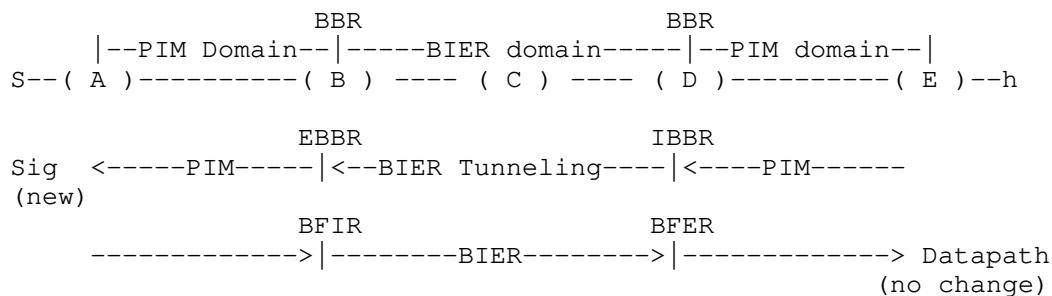 BBR                         BBR
      |--PIM Domain--|-----BIER domain-----|--PIM domain--|
S--( A )----------( B ) ---- ( C ) ---- ( D )----------( E )--h

                       EBBR                      IBBR
Sig  <-----PIM-----|<--BIER Tunneling----|<----PIM------
(new)
                       BFIR                      BFER
     ------------->|--------BIER-------->|-------------> Datapath
                                                      (no change)